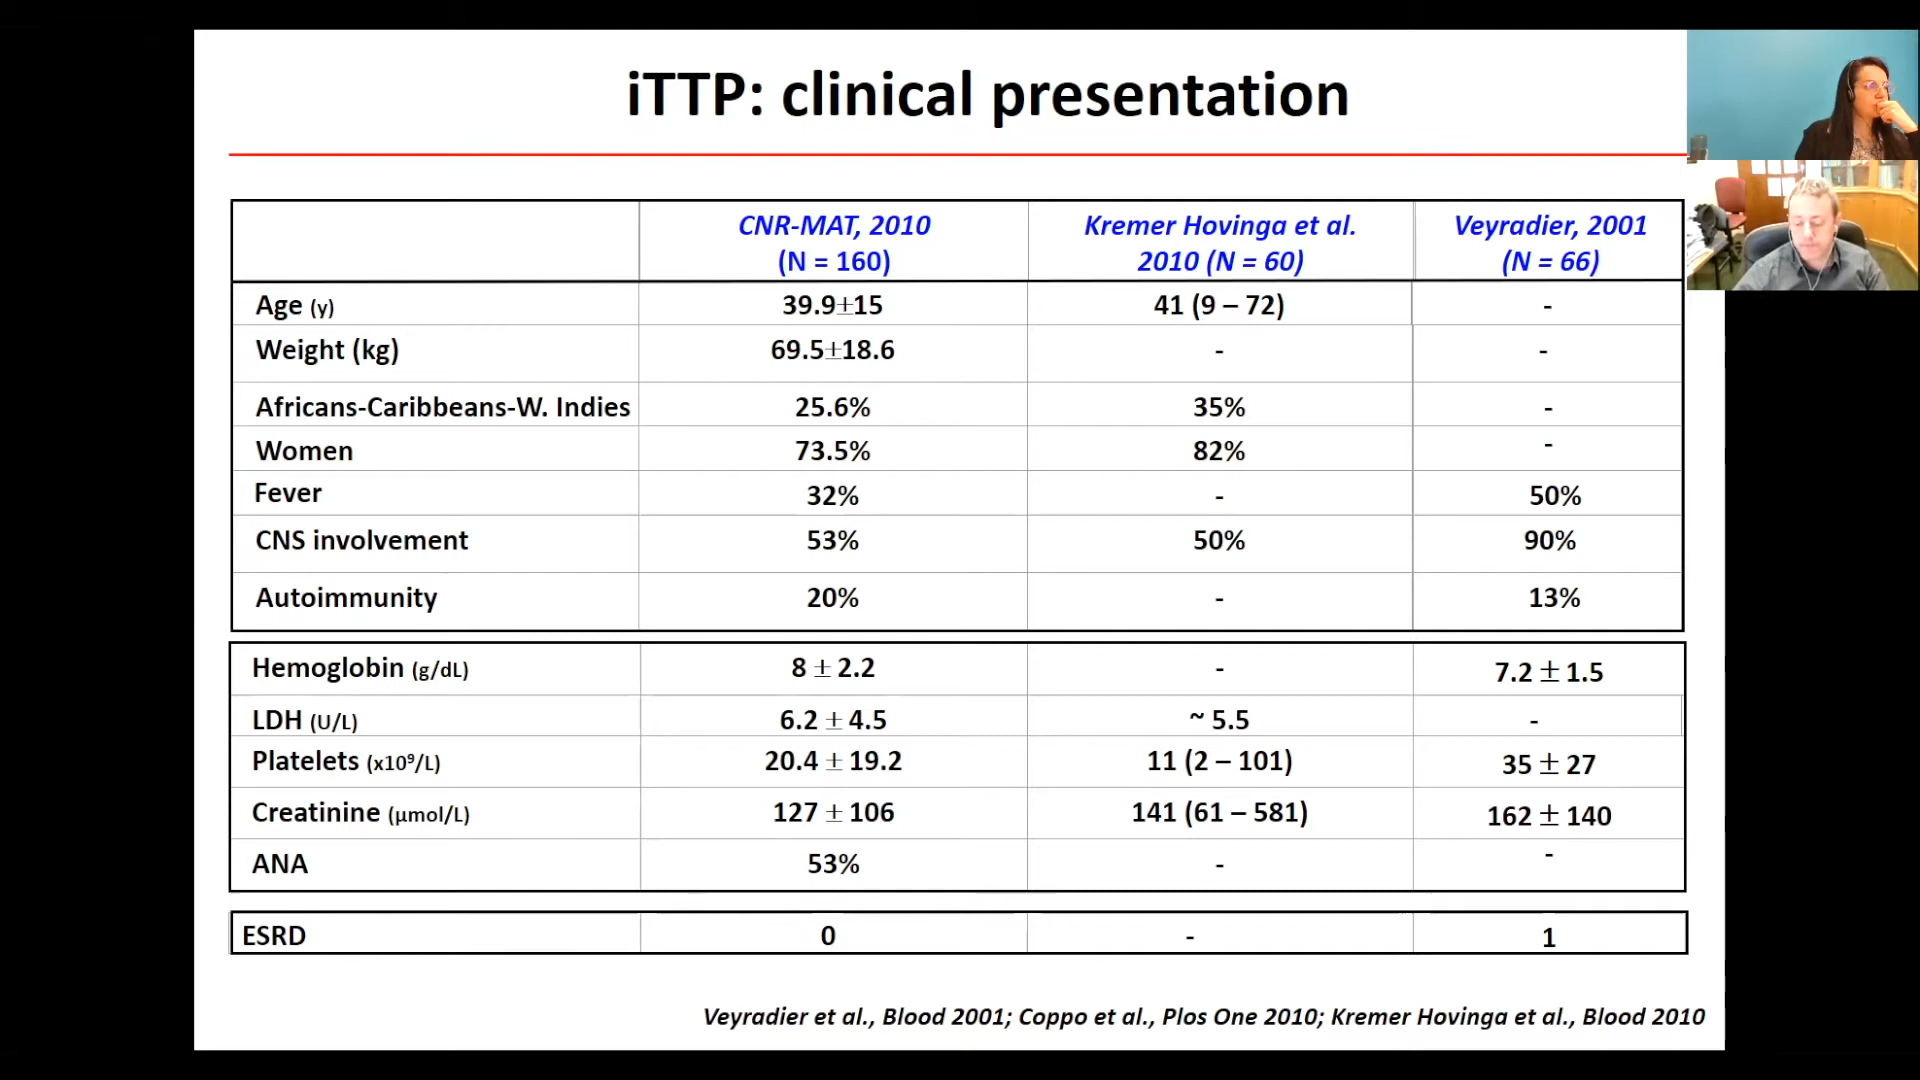 iTTP: clinical presentation
CNR-MAT, 2010 Kremer Hovinga et al. Veyradier, 2001
(N = 160) 2010 (N = 60) (N = 66)
Age (y) 39.9±15 41 (9 – 72) -
Weight (kg) 69.5±18.6 - -
Africans-Caribbeans-W. Indies 25.6% 35% -
Women 73.5% 82% -
Fever 32% - 50%
CNS involvement 53% 50% 90%
Autoimmunity 20% - 13%
Hemoglobin (g/dL) 8 ± 2.2 - 7.2 ± 1.5
LDH (U/L) 6.2 ± 4.5 ~ 5.5 -
Platelets (x10⁹/L) 20.4 ± 19.2 11 (2 – 101) 35 ± 27
Creatinine (μmol/L) 127 ± 106 141 (61 – 581) 162 ± 140
ANA 53% - -
ESRD 0 - 1
Veyradier et al., Blood 2001; Coppo et al., Plos One 2010; Kremer Hovinga et al., Blood 2010